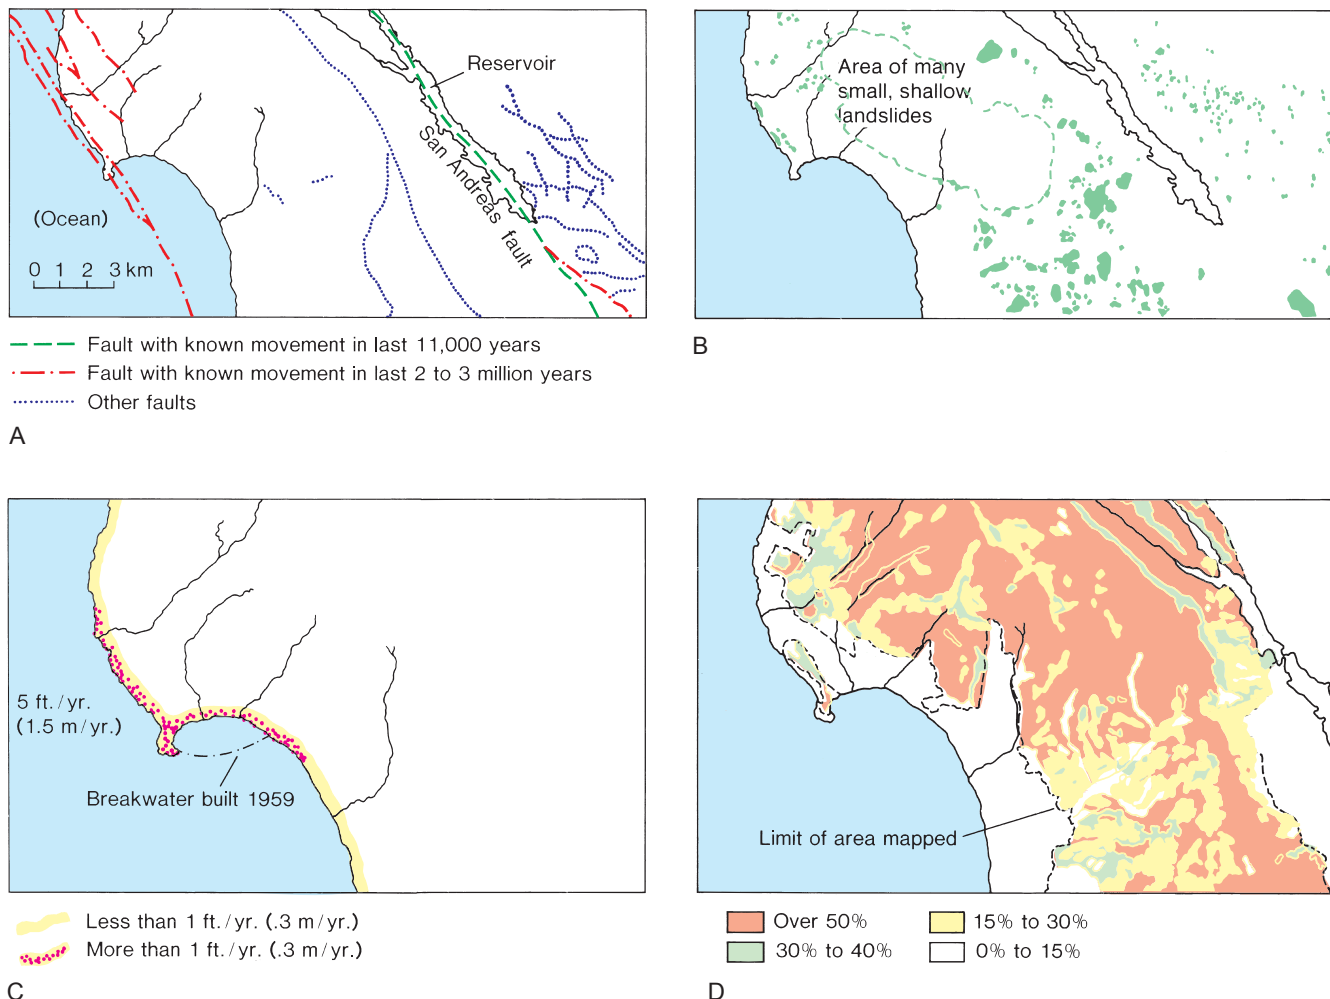 Reservoir
San Andreas fault
(Ocean)
0 1 2 3 km
Fault with known movement in last 11,000 years
Fault with known movement in last 2 to 3 million years
Other faults
A
Area of many
small, shallow
landslides
B
5 ft./yr.
(1.5 m/yr.)
Breakwater built 1959
Less than 1 ft./yr. (.3 m/yr.)
More than 1 ft./yr. (.3 m/yr.)
C
Limit of area mapped
Over 50%
15% to 30%
30% to 40%
0% to 15%
D